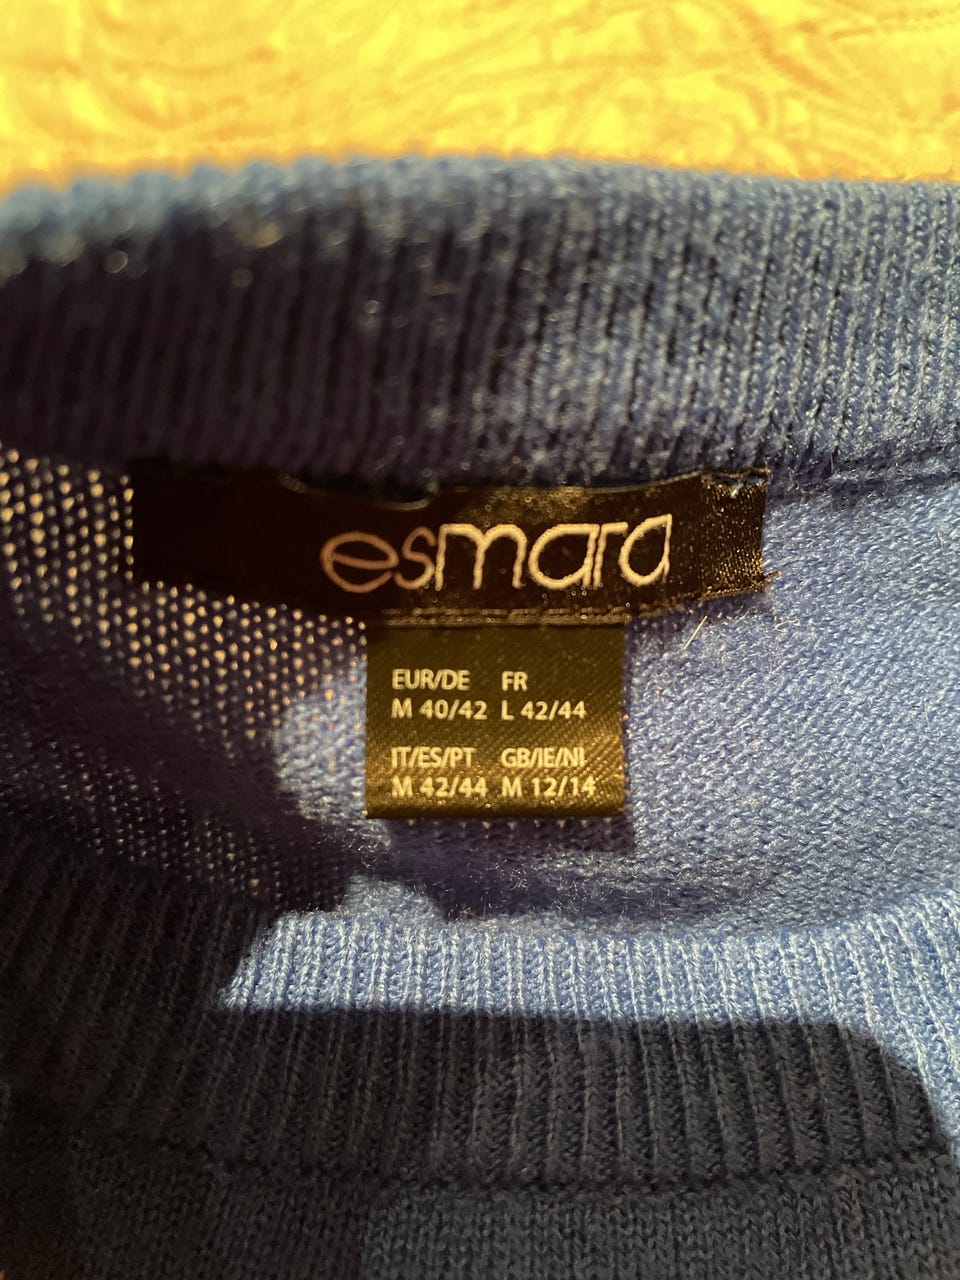 esmara
EUR/DE FR
M 40/42 L 42/44
IT/ES/PT GB/IE/NI
M 42/44 M 12/14